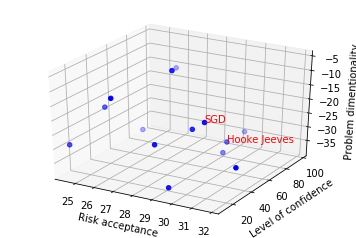 −5
−10
−15
−20
−25
−30
−35
Problem dimentionality
SGD
Hooke Jeeves
100
80
60
40
20
Level of confidence
25 26 27 28 29 30 31 32
Risk acceptance